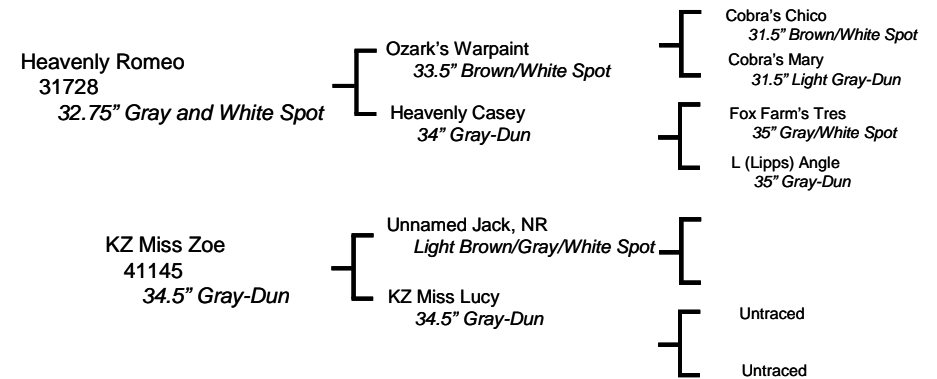 Heavenly Romeo
31728
32.75” Gray and White Spot
Ozark’s Warpaint
33.5” Brown/White Spot
Heavenly Casey
34” Gray-Dun
Cobra’s Chico
31.5” Brown/White Spot
Cobra’s Mary
31.5” Light Gray-Dun
Fox Farm’s Tres
35” Gray/White Spot
L (Lipps) Angle
35” Gray-Dun
KZ Miss Zoe
41145
34.5” Gray-Dun
Unnamed Jack, NR
Light Brown/Gray/White Spot
KZ Miss Lucy
34.5” Gray-Dun
Untraced
Untraced